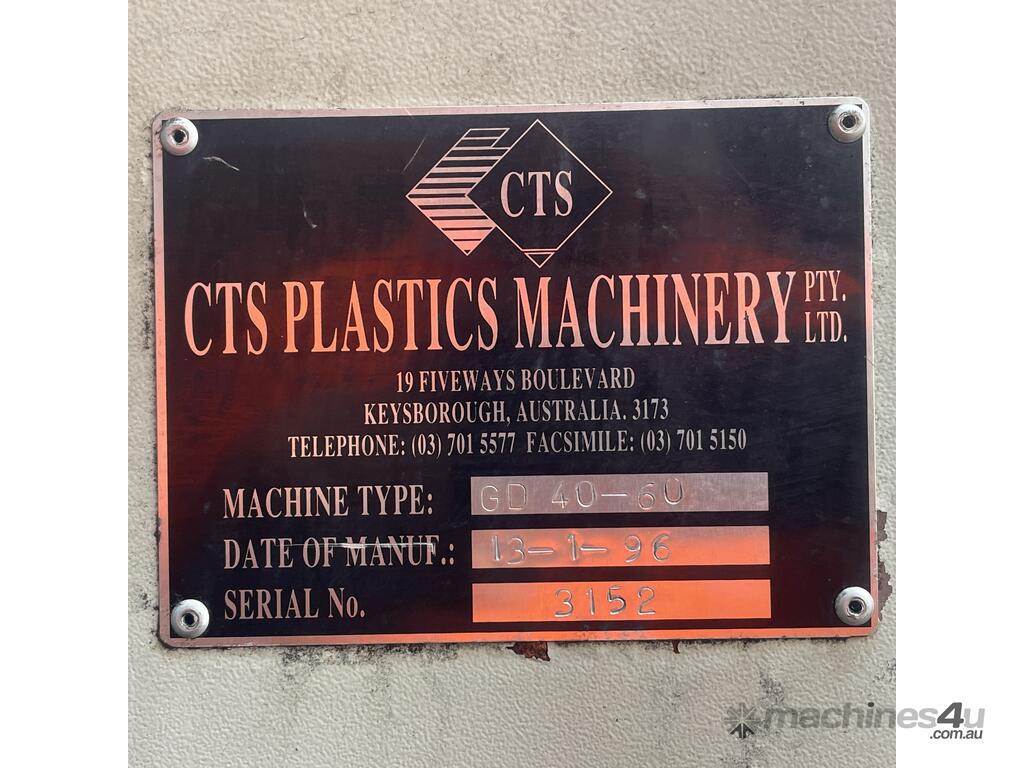 CTS
CTS PLASTICS MACHINERY PTY. LTD.
19 FIVEWAYS BOULEVARD
KEYSBOROUGH, AUSTRALIA. 3173
TELEPHONE: (03) 701 5577 FACSIMILE: (03) 701 5150
MACHINE TYPE: GD 40-60
DATE OF MANUF.: 13-1-96
SERIAL No. 3152
machines4u
.com.au